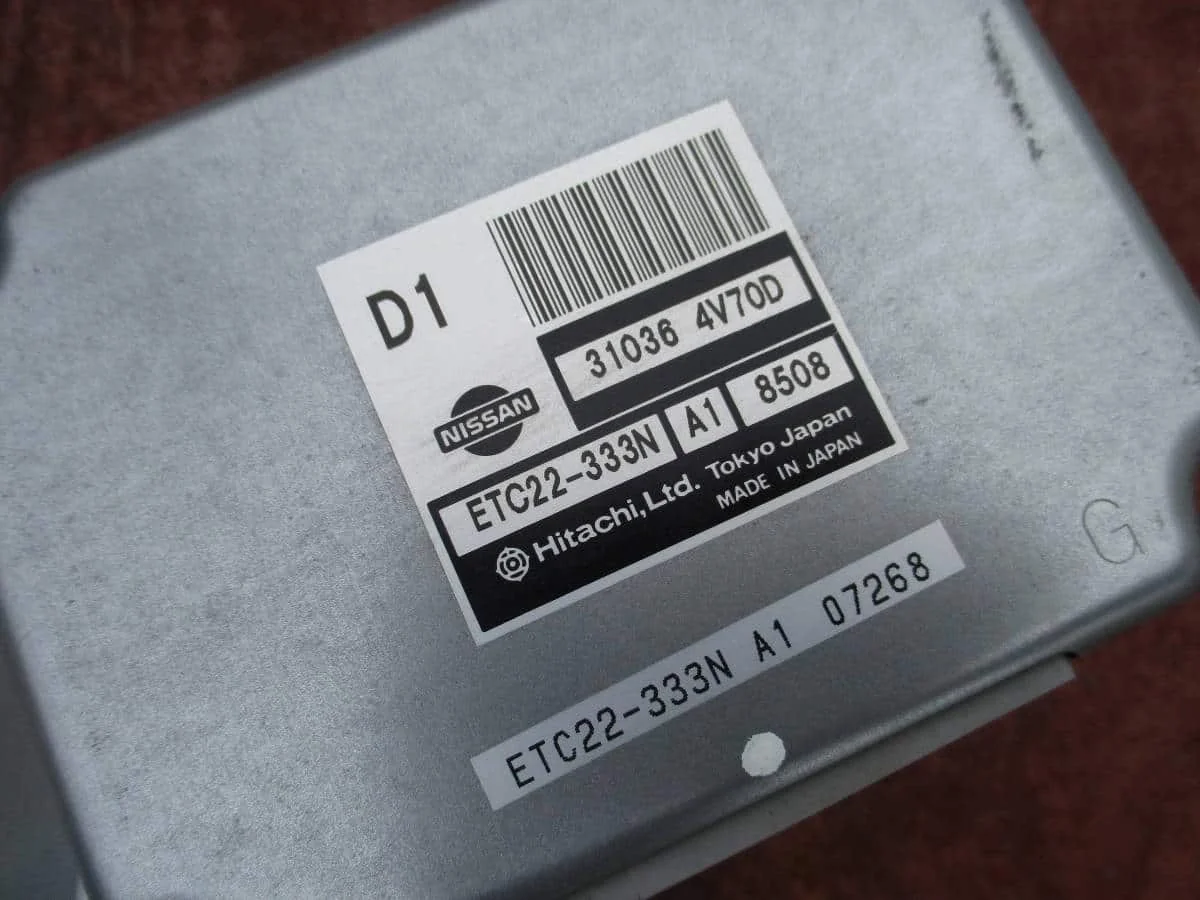 D1
31036 4V70D
NISSAN
ETC22-333N A1 8508
Hitachi,Ltd. Tokyo Japan
MADE IN JAPAN
G
ETC22-333N A1 07268